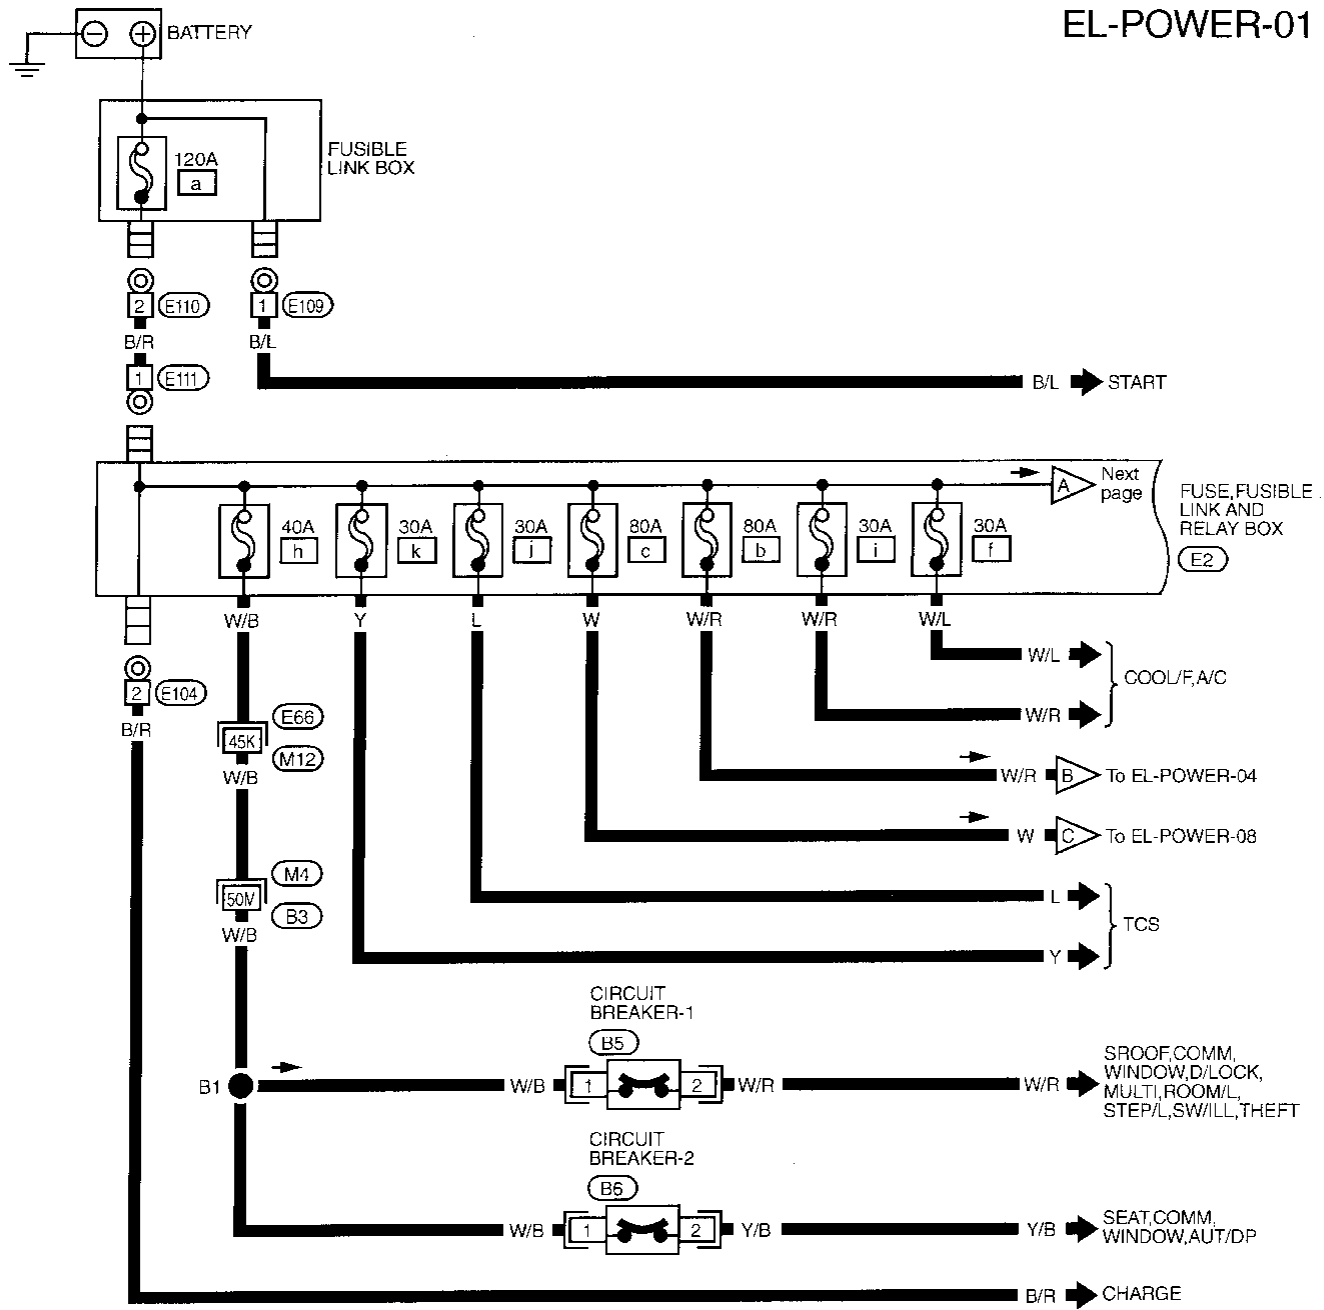 EL-POWER-01
BATTERY
FUSIBLE
LINK BOX
120A
a
2 E110
1 E109
B/R
B/L
1 E111
B/L START
A
Next
page
FUSE,FUSIBLE
LINK AND
RELAY BOX
E2
40A
h
30A
k
30A
j
80A
c
80A
b
30A
i
30A
f
W/B
Y
L
W
W/R
W/R
W/L
W/L
COOL/F,A/C
W/R
2 E104
B/R
E66
45K
M12
W/B
W/R B To EL-POWER-04
W C To EL-POWER-08
M4
50M
B3
W/B
L
TCS
Y
CIRCUIT
BREAKER-1
B5
B1
W/B 1 2 W/R
W/R
SROOF,COMM,
WINDOW,D/LOCK,
MULTI,ROOM/L,
STEP/L,SW/ILL,THEFT
CIRCUIT
BREAKER-2
B6
W/B 1 2 Y/B
Y/B
SEAT,COMM,
WINDOW,AUT/DP
B/R CHARGE